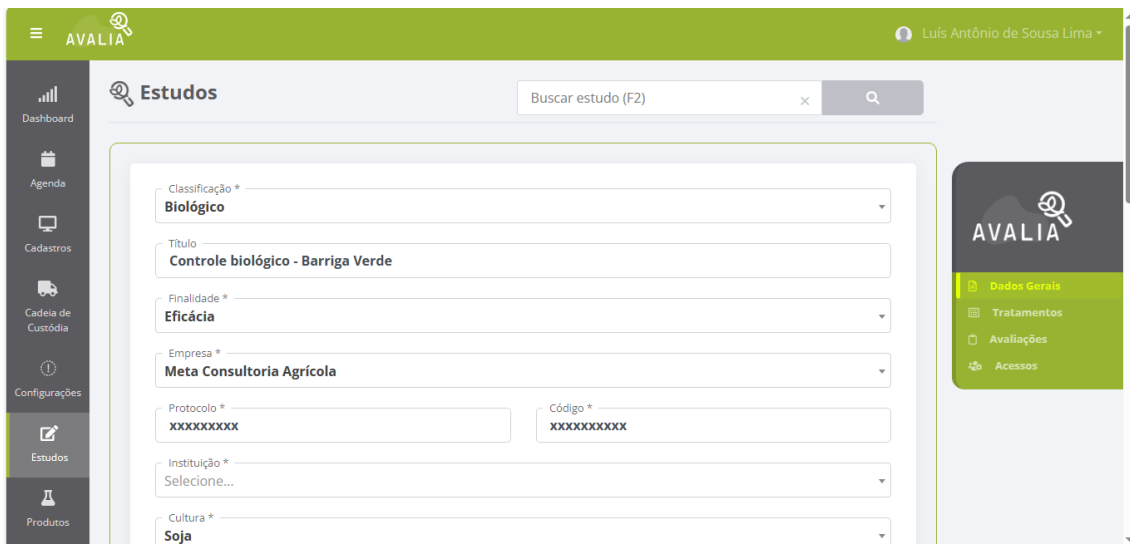 AVALIA
Luís Antônio de Sousa Lima
Dashboard
Agenda
Cadastros
Cadeia de
Custódia
Configurações
Estudos
Produtos
Estudos
Buscar estudo (F2)
Classificação *
Biológico
Título
Controle biológico - Barriga Verde
Finalidade *
Eficácia
Empresa *
Meta Consultoria Agrícola
Protocolo *
xxxxxxxxx
Código *
xxxxxxxxxx
Instituição *
Selecione...
Cultura *
Soja
AVALIA
Dados Gerais
Tratamentos
Avaliações
Acessos